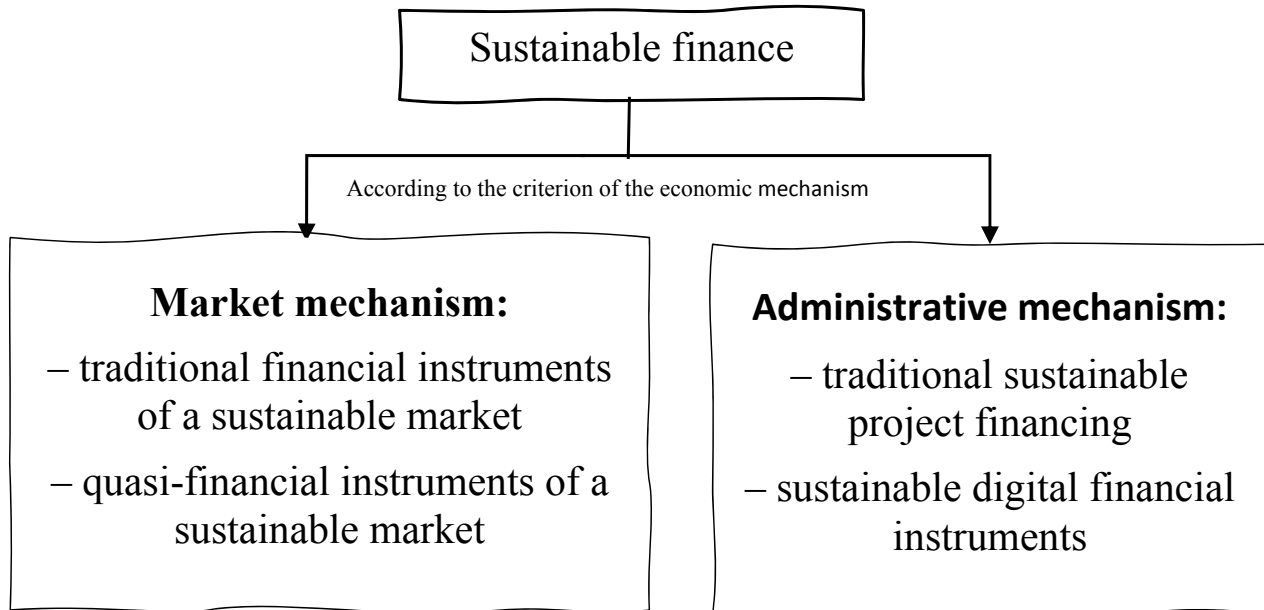 Sustainable finance
According to the criterion of the economic mechanism
Market mechanism:
– traditional financial instruments
of a sustainable market
– quasi-financial instruments of a
sustainable market
Administrative mechanism:
– traditional sustainable
project financing
– sustainable digital financial
instruments